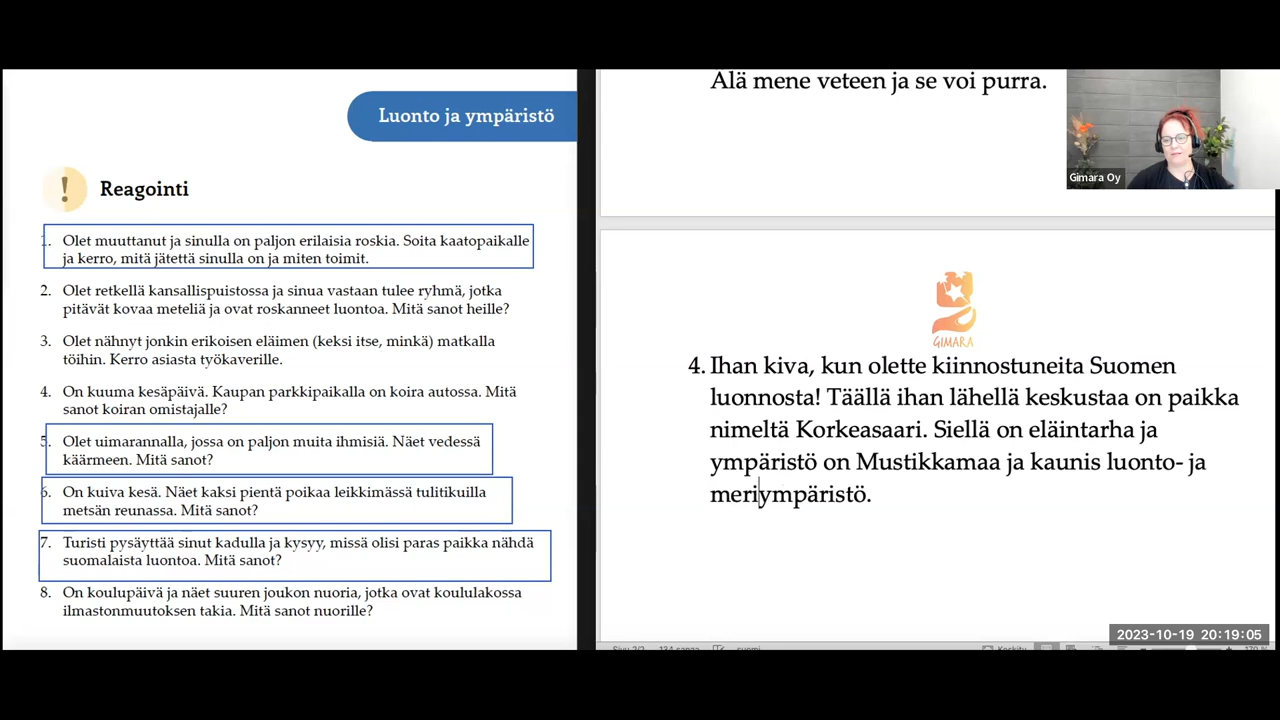 Luonto ja ympäristö
!
Reagointi
1. Olet muuttanut ja sinulla on paljon erilaisia roskia. Soita kaatopaikalle
ja kerro, mitä jätettä sinulla on ja miten toimit.
2. Olet retkellä kansallispuistossa ja sinua vastaan tulee ryhmä, jotka
pitävät kovaa meteliä ja ovat roskanneet luontoa. Mitä sanot heille?
3. Olet nähnyt jonkin erikoisen eläimen (keksi itse, minkä) matkalla
töihin. Kerro asiasta työkaverille.
4. On kuuma kesäpäivä. Kaupan parkkipaikalla on koira autossa. Mitä
sanot koiran omistajalle?
5. Olet uimarannalla, jossa on paljon muita ihmisiä. Näet vedessä
käärmeen. Mitä sanot?
6. On kuiva kesä. Näet kaksi pientä poikaa leikkimässä tulitikuilla
metsän reunassa. Mitä sanot?
7. Turisti pysäyttää sinut kadulla ja kysyy, missä olisi paras paikka nähdä
suomalaista luontoa. Mitä sanot?
8. On koulupäivä ja näet suuren joukon nuoria, jotka ovat koululakossa
ilmastonmuutoksen takia. Mitä sanot nuorille?
Älä mene veteen ja se voi purra.
Gimara Oy
GIMARA
4. Ihan kiva, kun olette kiinnostuneita Suomen
luonnosta! Täällä ihan lähellä keskustaa on paikka
nimeltä Korkeasaari. Siellä on eläintarha ja
ympäristö on Mustikkamaa ja kaunis luonto- ja
meriympäristö.
2023-10-19 20:19:05